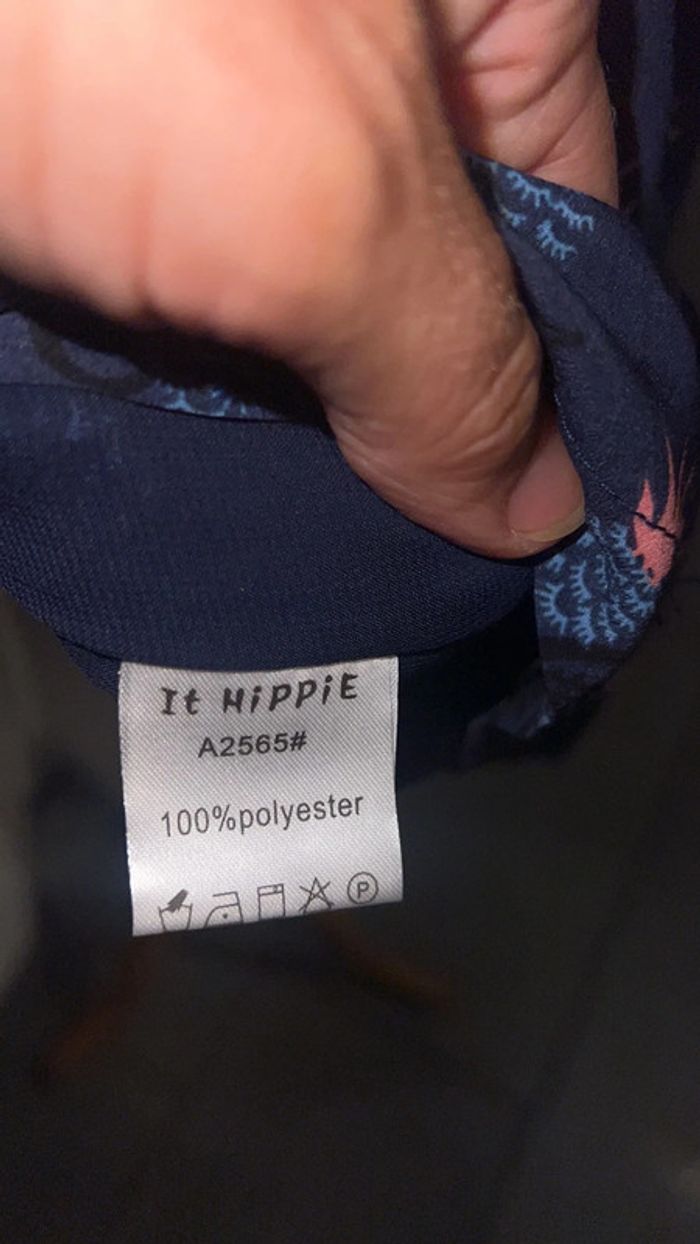 It HiPPiE
A2565#
100%polyester
P